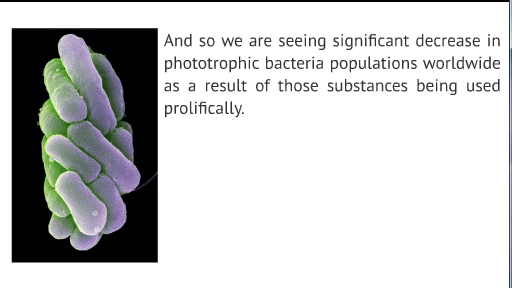 And so we are seeing significant decrease in
phototrophic bacteria populations worldwide
as a result of those substances being used
prolifically.